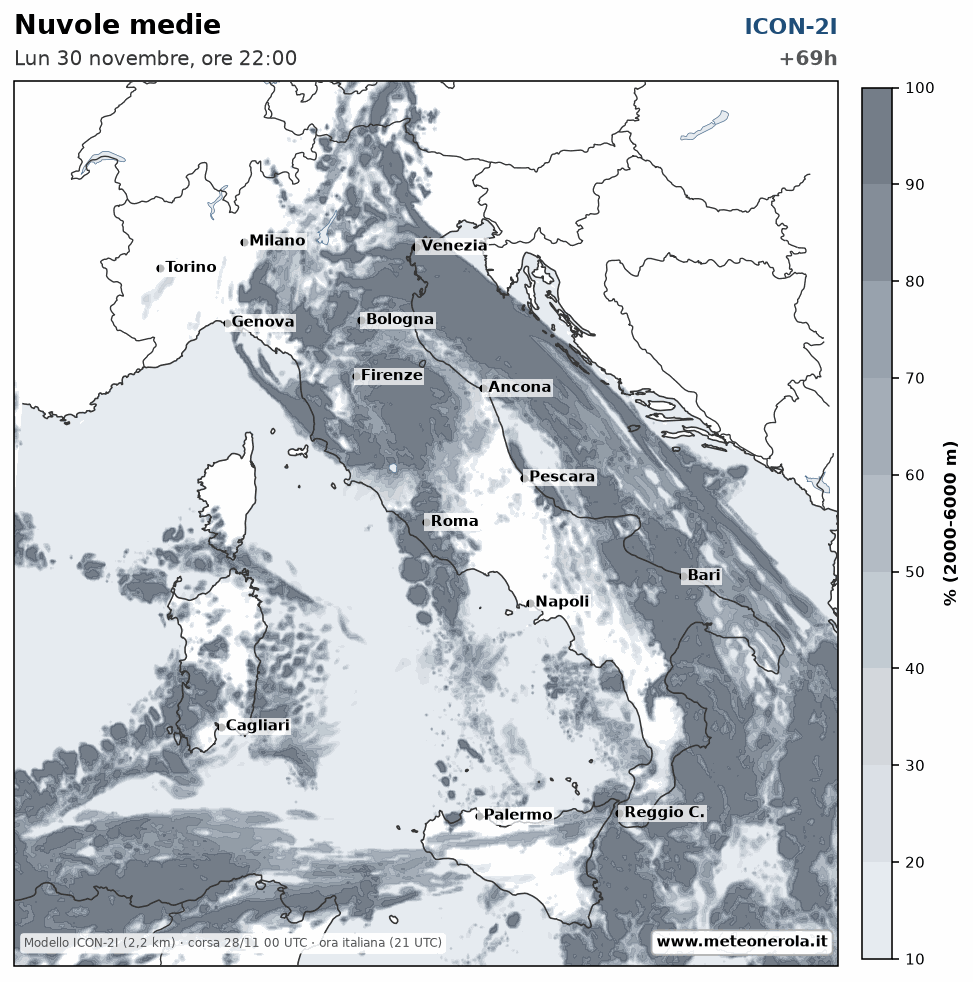 Nuvole medie
ICON-2I
Lun 30 novembre, ore 22:00
+69h
100
90
80
70
60
50
40
30
20
10
% (2000-6000 m)
Milano
Venezia
Torino
Genova
Bologna
Firenze
Ancona
Pescara
Roma
Bari
Napoli
Cagliari
Palermo
Reggio C.
Modello ICON-2I (2,2 km) · corsa 28/11 00 UTC · ora italiana (21 UTC)
www.meteonerola.it